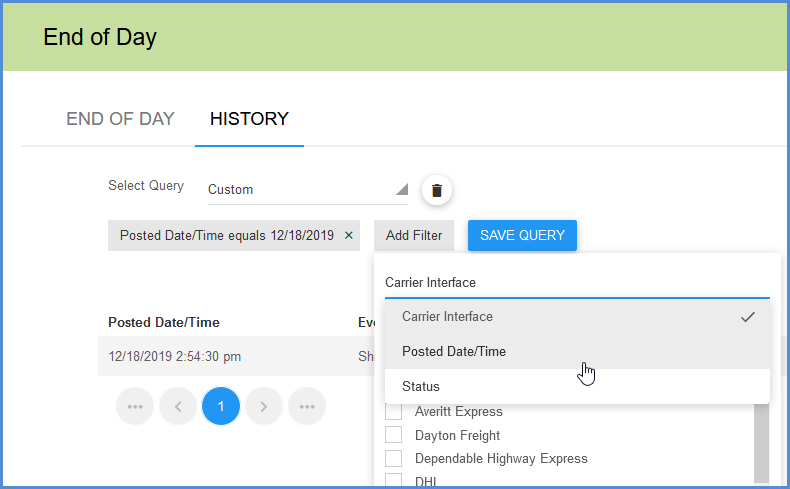 End of Day
END OF DAY HISTORY
Select Query Custom
Posted Date/Time equals 12/18/2019 × Add Filter SAVE QUERY
Carrier Interface
Carrier Interface
Posted Date/Time
Status
Posted Date/Time Eve
12/18/2019 2:54:30 pm Sh
••• 1 •••
Averitt Express
Dayton Freight
Dependable Highway Express
DHL